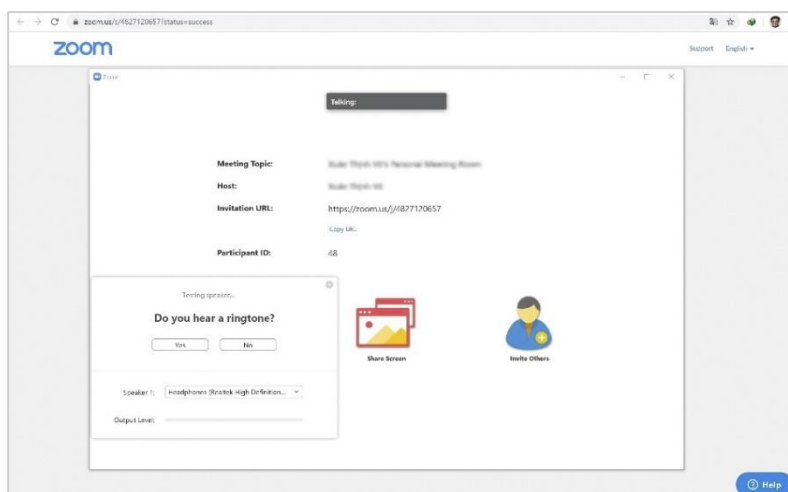 zoom.us/s/4827120657?status=success
zoom
Support English
Zoom
Talking:
Meeting Topic:
Host:
Invitation URL: https://zoom.us/j/4827120657
Copy URL
Participant ID: 48
Testing speaker...
Do you hear a ringtone?
Yes No
Share Screen Invite Others
Speaker 1: Headphones (Realtek High Definition...
Output Level:
Help